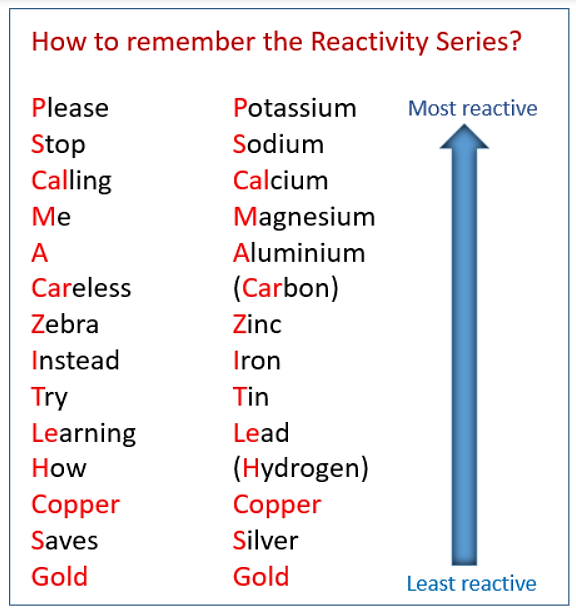 How to remember the Reactivity Series?
Please Potassium Most reactive
Stop Sodium
Calling Calcium
Me Magnesium
A Aluminium
Careless (Carbon)
Zebra Zinc
Instead Iron
Try Tin
Learning Lead
How (Hydrogen)
Copper Copper
Saves Silver
Gold Gold Least reactive